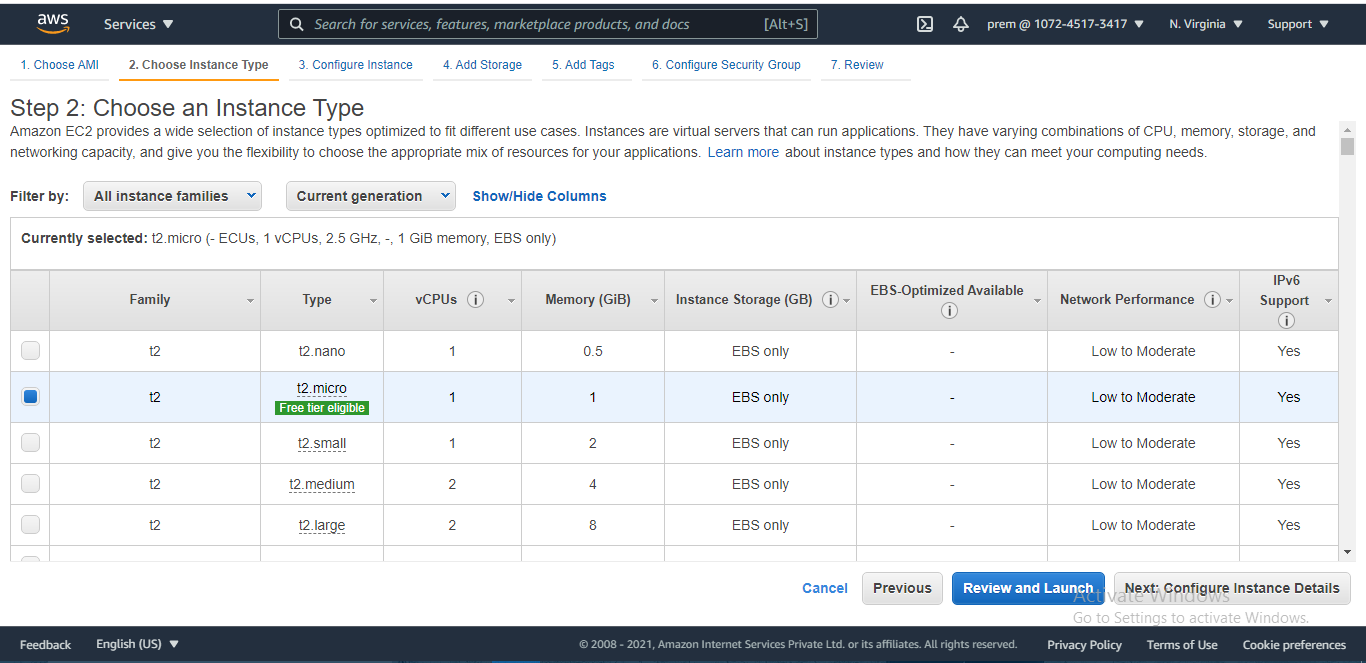 aws Services Search for services, features, marketplace products, and docs [Alt+S] prem @ 1072-4517-3417 N. Virginia Support
1. Choose AMI 2. Choose Instance Type 3. Configure Instance 4. Add Storage 5. Add Tags 6. Configure Security Group 7. Review
Step 2: Choose an Instance Type
Amazon EC2 provides a wide selection of instance types optimized to fit different use cases. Instances are virtual servers that can run applications. They have varying combinations of CPU, memory, storage, and
networking capacity, and give you the flexibility to choose the appropriate mix of resources for your applications. Learn more about instance types and how they can meet your computing needs.
Filter by: All instance families Current generation Show/Hide Columns
Currently selected: t2.micro (- ECUs, 1 vCPUs, 2.5 GHz, -, 1 GiB memory, EBS only)
Family Type vCPUs i Memory (GiB) Instance Storage (GB) i EBS-Optimized Available i Network Performance i IPv6 Support i
t2 t2.nano 1 0.5 EBS only - Low to Moderate Yes
t2 t2.micro Free tier eligible 1 1 EBS only - Low to Moderate Yes
t2 t2.small 1 2 EBS only - Low to Moderate Yes
t2 t2.medium 2 4 EBS only - Low to Moderate Yes
t2 t2.large 2 8 EBS only - Low to Moderate Yes
Cancel Previous Review and Launch Next: Configure Instance Details
Activate Windows
Go to Settings to activate Windows.
Feedback English (US) © 2008 - 2021, Amazon Internet Services Private Ltd. or its affiliates. All rights reserved. Privacy Policy Terms of Use Cookie preferences